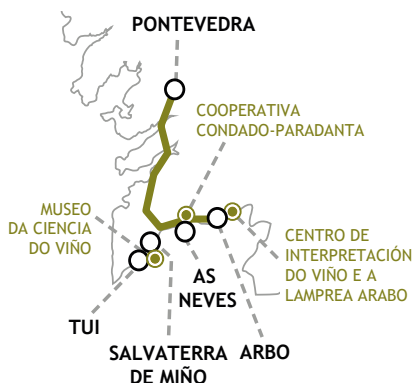 PONTEVEDRA
COOPERATIVA
CONDADO-PARADANTA
MUSEO
DA CIENCIA
DO VIÑO
CENTRO DE
INTERPRETACIÓN
DO VIÑO E A
LAMPREA ARABO
AS
NEVES
TUI
SALVATERRA
DE MIÑO
ARBO